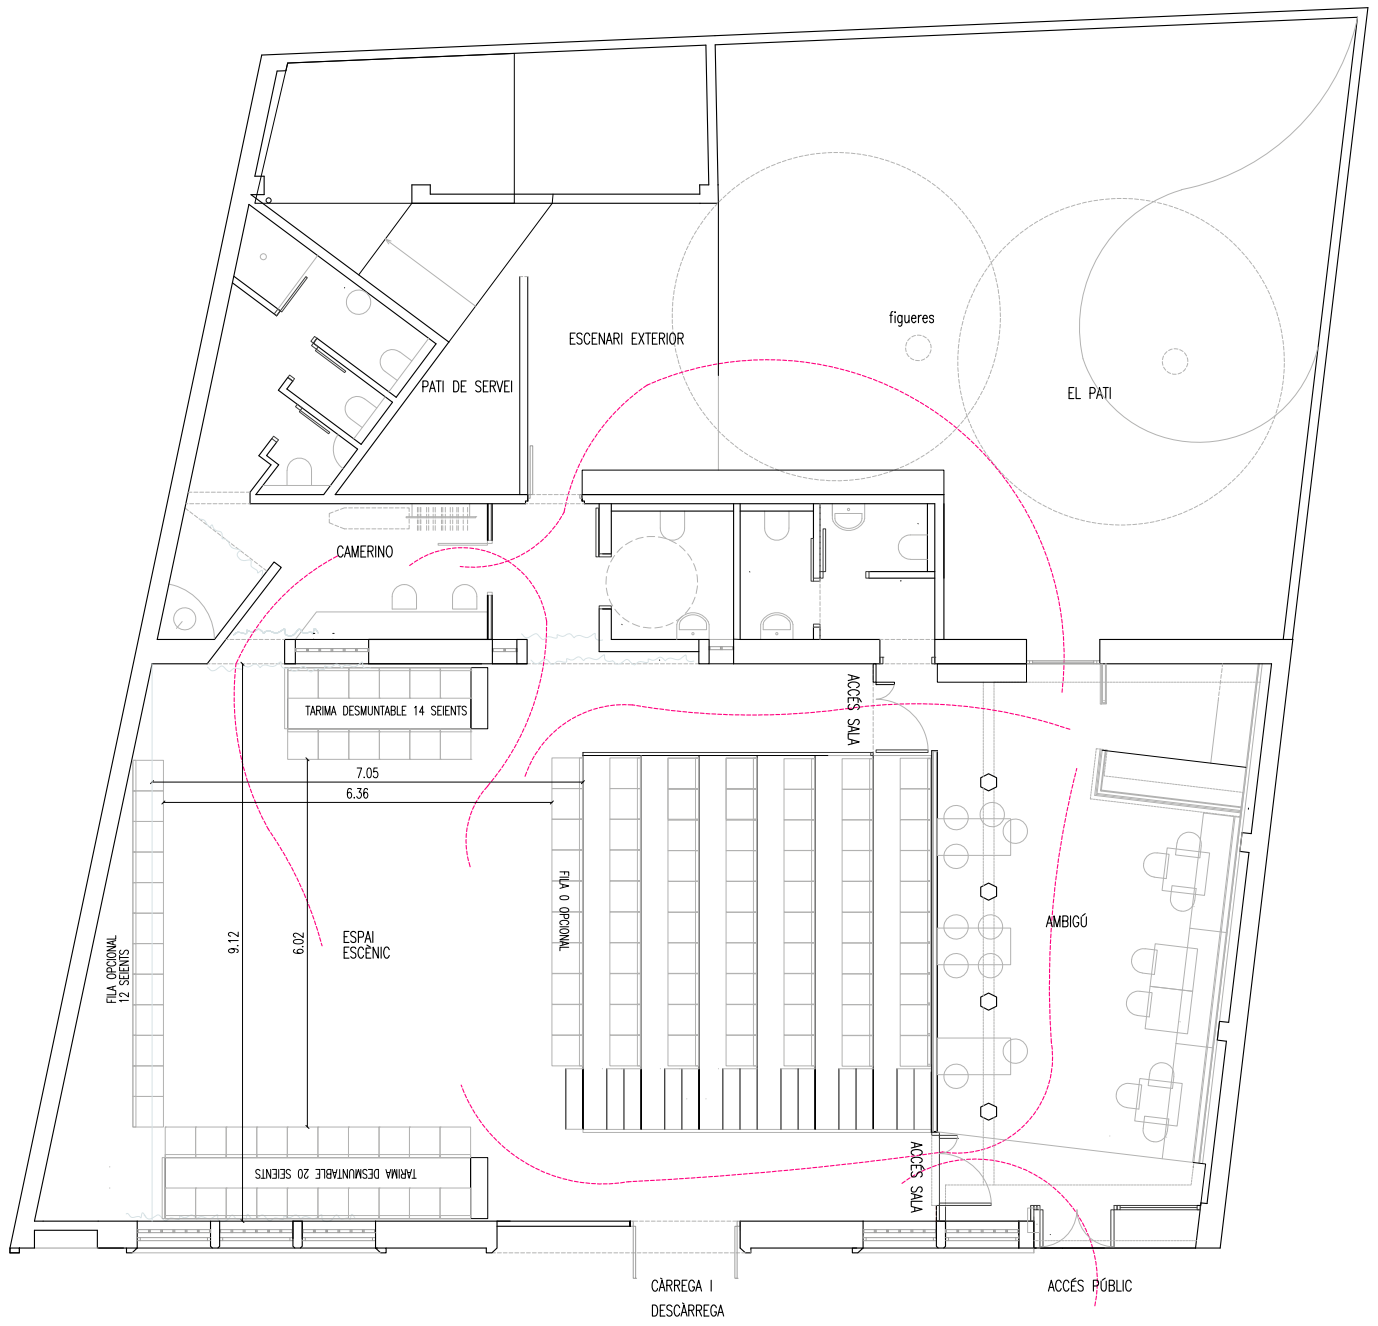 figueres
ESCENARI EXTERIOR
PATI DE SERVEI
EL PATI
CAMERINO
ACCÉS SALA
TARIMA DESMUNTABLE 14 SEIENTS
7.05
6.36
FILA 0 OPCIONAL
AMBIGÚ
9.12
6.02
ESPAI
ESCÈNIC
FILA OPCIONAL
12 SEIENTS
TARIMA DESMUNTABLE 20 SEIENTS
ACCÉS SALA
CÀRREGA I
DESCÀRREGA
ACCÉS PÚBLIC